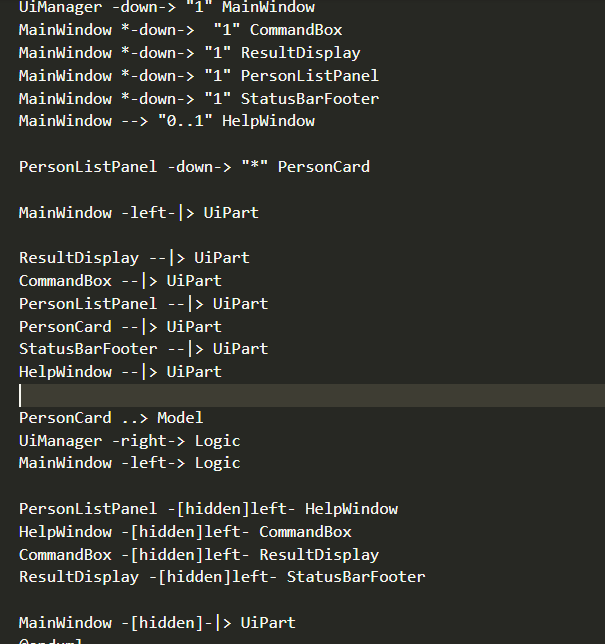 UiManager -down-> "1" MainWindow
MainWindow *-down->  "1" CommandBox
MainWindow *-down-> "1" ResultDisplay
MainWindow *-down-> "1" PersonListPanel
MainWindow *-down-> "1" StatusBarFooter
MainWindow --> "0..1" HelpWindow
PersonListPanel -down-> "*" PersonCard
MainWindow -left-|> UiPart
ResultDisplay --|> UiPart
CommandBox --|> UiPart
PersonListPanel --|> UiPart
PersonCard --|> UiPart
StatusBarFooter --|> UiPart
HelpWindow --|> UiPart
PersonCard ..> Model
UiManager -right-> Logic
MainWindow -left-> Logic
PersonListPanel -[hidden]left- HelpWindow
HelpWindow -[hidden]left- CommandBox
CommandBox -[hidden]left- ResultDisplay
ResultDisplay -[hidden]left- StatusBarFooter
MainWindow -[hidden]-|> UiPart
@enduml